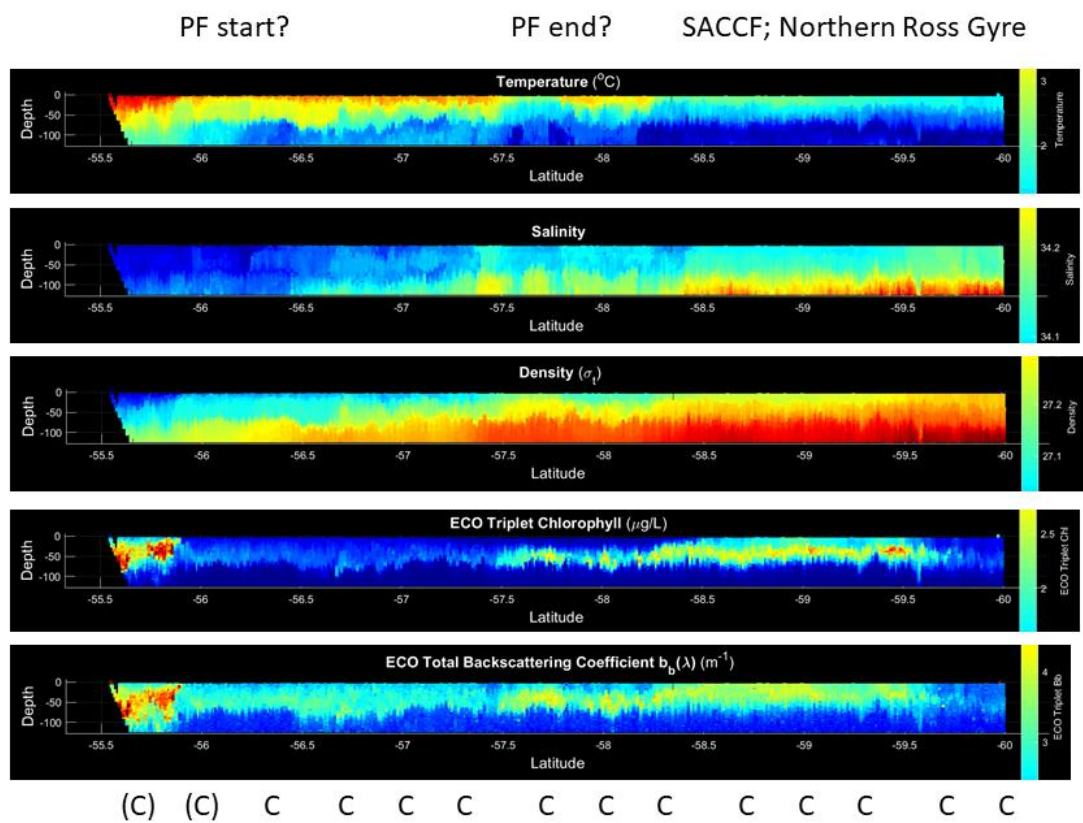 PF start? PF end? SACCF; Northern Ross Gyre
Temperature (°C)
Depth
0
-50
-100
-55.5 -56 -56.5 -57 -57.5 -58 -58.5 -59 -59.5 -60
Latitude
3
2
Temperature
Salinity
Depth
0
-50
-100
-55.5 -56 -56.5 -57 -57.5 -58 -58.5 -59 -59.5 -60
Latitude
34.2
34.1
Salinity
Density (σt)
Depth
0
-50
-100
-55.5 -56 -56.5 -57 -57.5 -58 -58.5 -59 -59.5 -60
Latitude
27.2
27.1
Density
ECO Triplet Chlorophyll (μg/L)
Depth
0
-50
-100
-55.5 -56 -56.5 -57 -57.5 -58 -58.5 -59 -59.5 -60
Latitude
2.5
2
ECO Triplet Chl
ECO Total Backscattering Coefficient bb(λ) (m-1)
Depth
0
-50
-100
-55.5 -56 -56.5 -57 -57.5 -58 -58.5 -59 -59.5 -60
Latitude
4
3
ECO Triplet Bb
(C) (C) C C C C C C C C C C C C